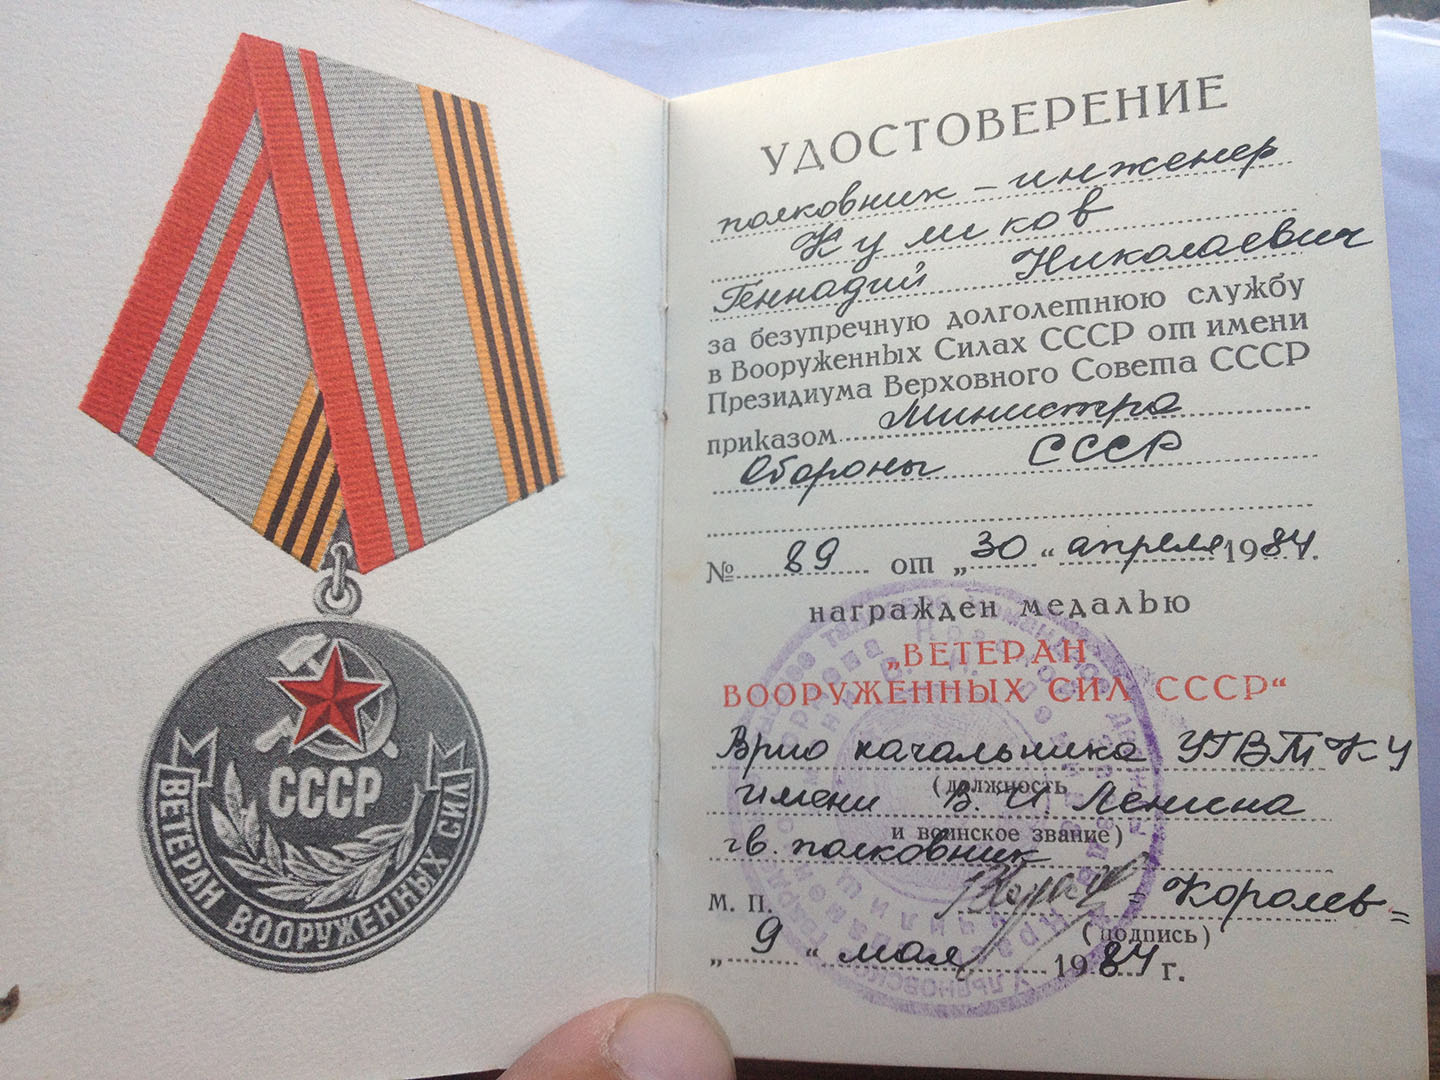 СССР
ВЕТЕРАН ВООРУЖЕННЫХ СИЛ
УДОСТОВЕРЕНИЕ
полковник - инженер
Куликов
Геннадий Николаевич
за безупречную долголетнюю службу
в Вооруженных Силах СССР от имени
Президиума Верховного Совета СССР
приказом Министра
Обороны СССР
№ 89 от „30“ апреля 1984.
награжден медалью
„ВЕТЕРАН
ВООРУЖЕННЫХ СИЛ СССР“
Врио начальника УГВТКУ
(должность
имени В. И Ленина
и воинское звание)
гв. полковник
М. П. - Королев =
(подпись)
„9“ мая 1984 г.